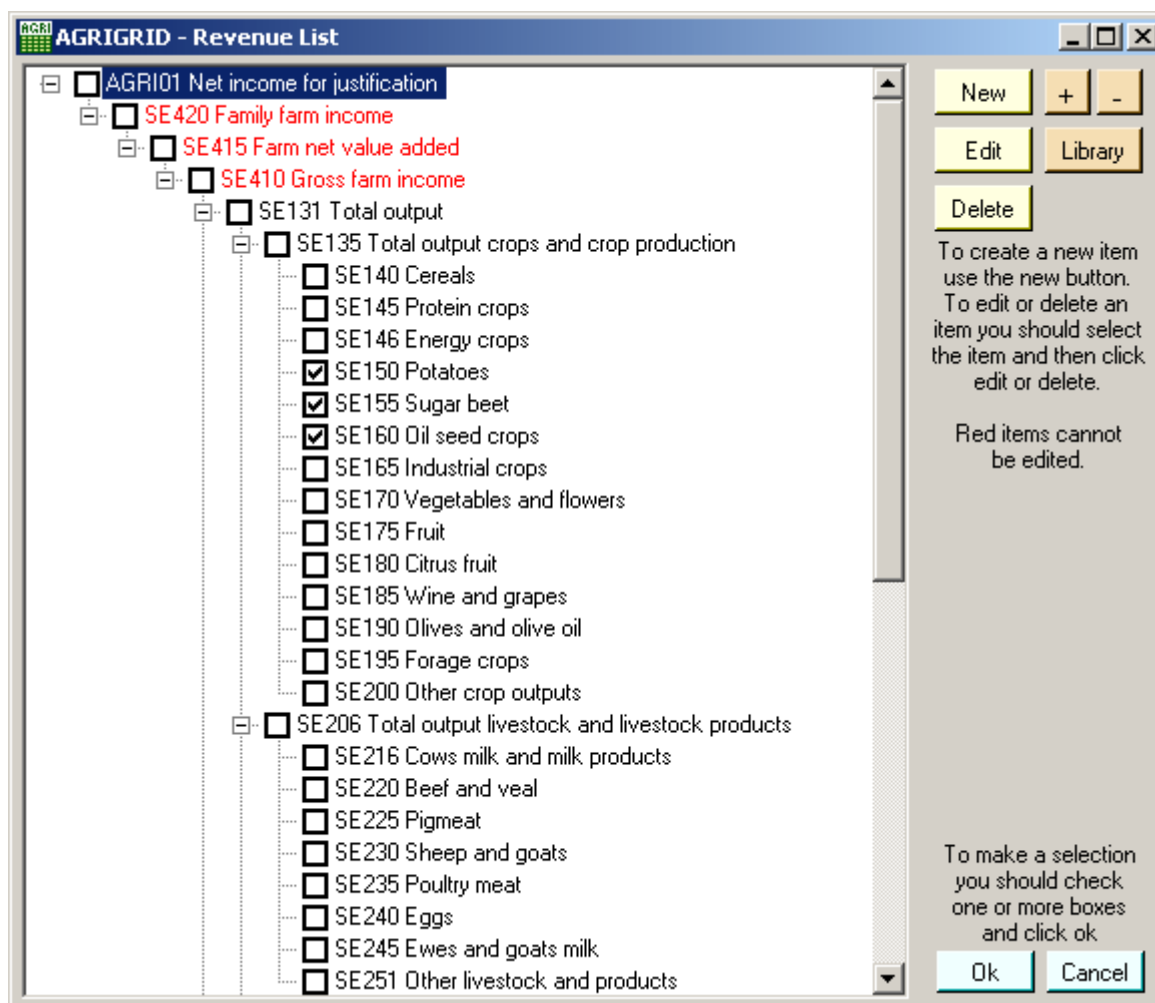 AGRI
AGRIGRID - Revenue List
AGRI01 Net income for justification
SE420 Family farm income
SE415 Farm net value added
SE410 Gross farm income
SE131 Total output
SE135 Total output crops and crop production
SE140 Cereals
SE145 Protein crops
SE146 Energy crops
SE150 Potatoes
SE155 Sugar beet
SE160 Oil seed crops
SE165 Industrial crops
SE170 Vegetables and flowers
SE175 Fruit
SE180 Citrus fruit
SE185 Wine and grapes
SE190 Olives and olive oil
SE195 Forage crops
SE200 Other crop outputs
SE206 Total output livestock and livestock products
SE216 Cows milk and milk products
SE220 Beef and veal
SE225 Pigmeat
SE230 Sheep and goats
SE235 Poultry meat
SE240 Eggs
SE245 Ewes and goats milk
SE251 Other livestock and products
New + -
Edit Library
Delete
To create a new item
use the new button.
To edit or delete an
item you should select
the item and then click
edit or delete.
Red items cannot
be edited.
To make a selection
you should check
one or more boxes
and click ok
Ok Cancel